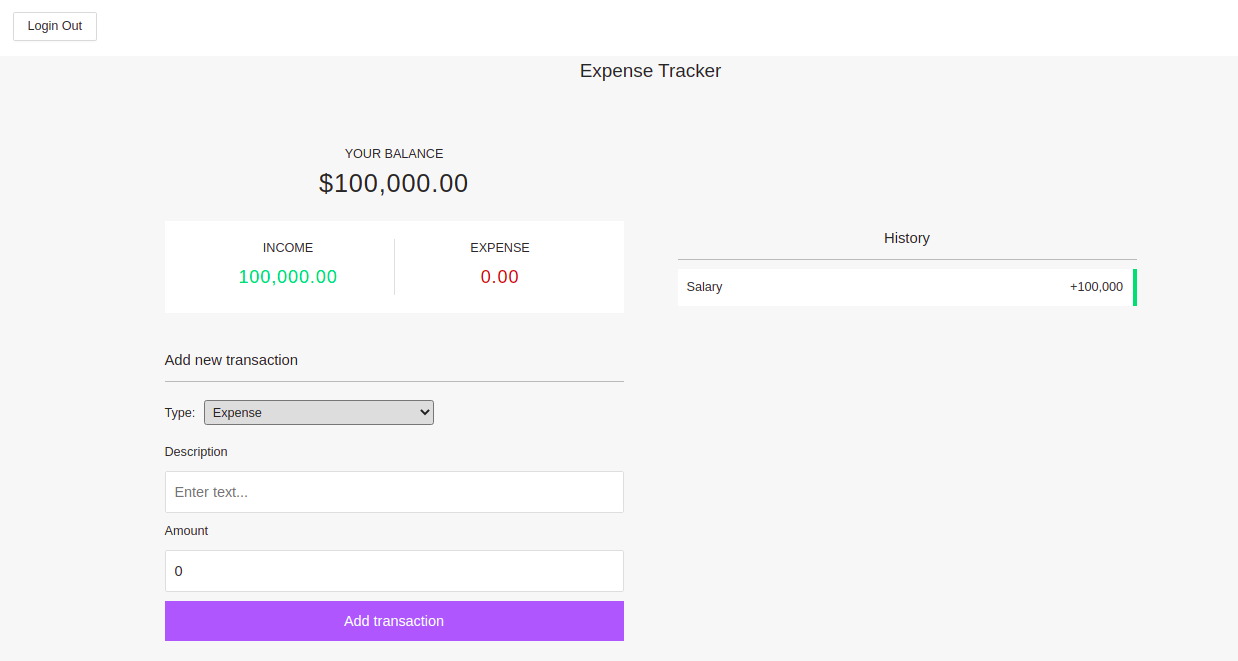 Login Out
Expense Tracker
YOUR BALANCE
$100,000.00
INCOME
100,000.00
EXPENSE
0.00
Add new transaction
Type: Expense
Description
Enter text...
Amount
0
Add transaction
History
Salary +100,000